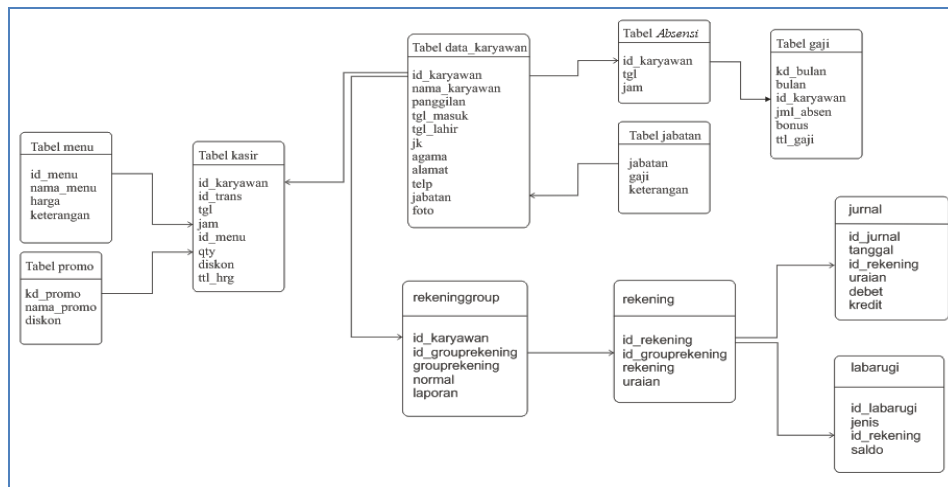 Tabel data_karyawan
id_karyawan
nama_karyawan
panggilan
tgl_masuk
tgl_lahir
jk
agama
alamat
telp
jabatan
foto
Tabel Absensi
id_karyawan
tgl
jam
Tabel gaji
kd_bulan
bulan
id_karyawan
jml_absen
bonus
ttl_gaji
Tabel menu
id_menu
nama_menu
harga
keterangan
Tabel kasir
id_karyawan
id_trans
tgl
jam
id_menu
qty
diskon
ttl_hrg
Tabel jabatan
jabatan
gaji
keterangan
Tabel promo
kd_promo
nama_promo
diskon
rekeninggroup
id_karyawan
id_grouprekening
grouprekening
normal
laporan
rekening
id_rekening
id_grouprekening
rekening
uraian
jurnal
id_jurnal
tanggal
id_rekening
uraian
debet
kredit
labarugi
id_labarugi
jenis
id_rekening
saldo